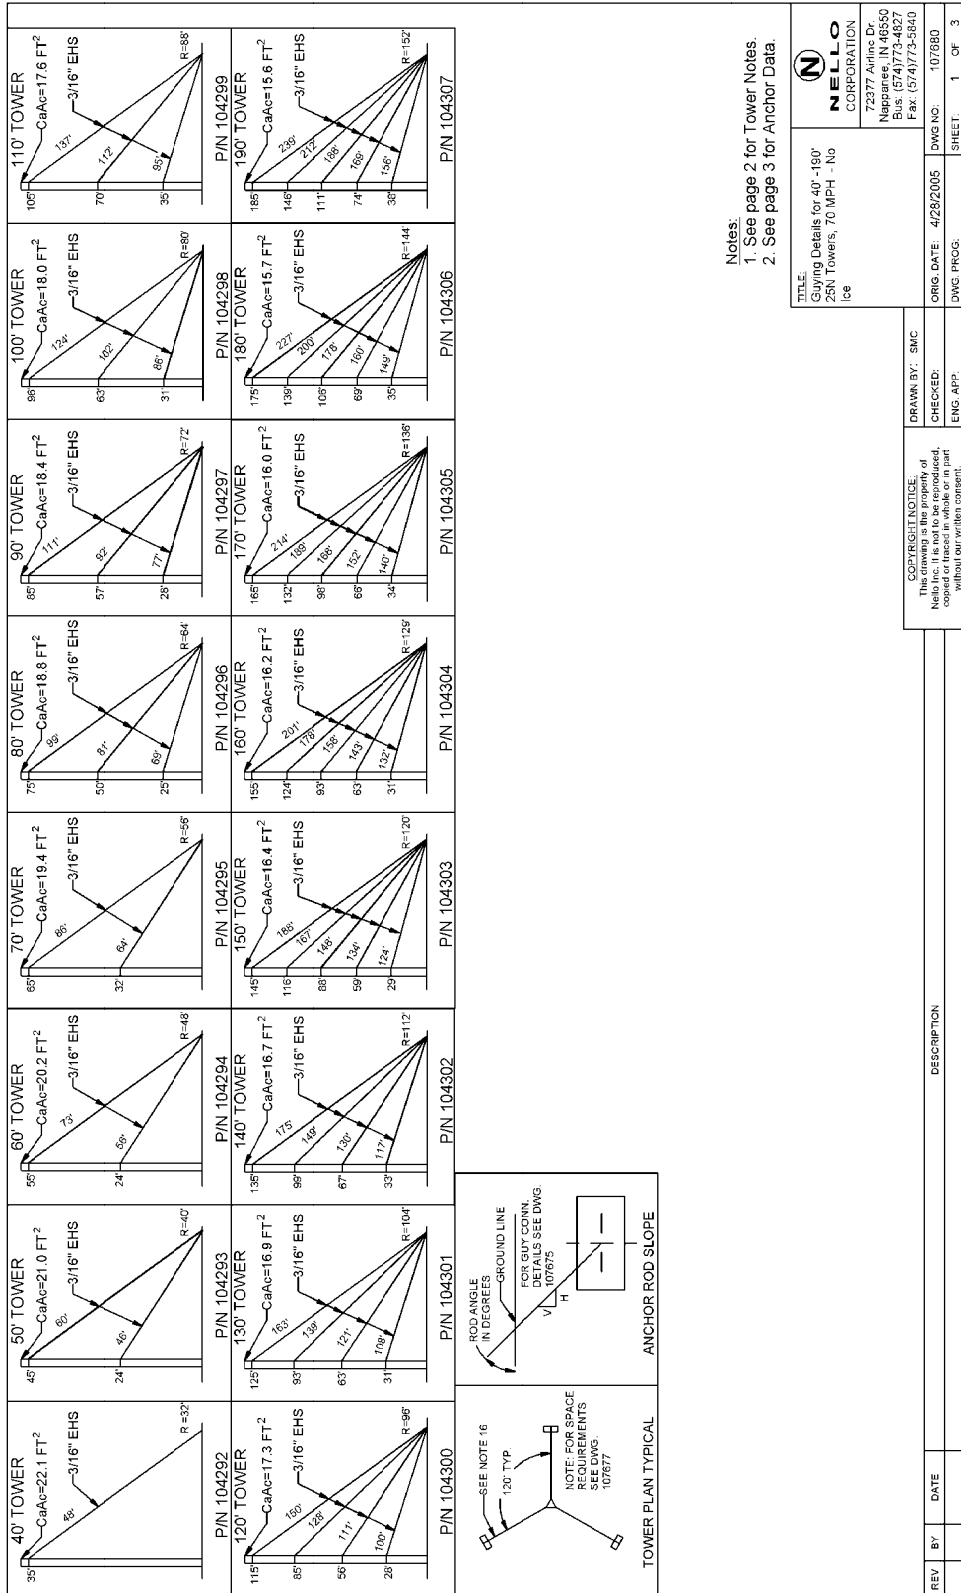 40' TOWER
CaAc=22.1 FT2
3/16" EHS
35'
48'
R=32'
P/N 104292
50' TOWER
CaAc=21.0 FT2
3/16" EHS
45'
60'
24'
46'
R=40'
P/N 104293
60' TOWER
CaAc=20.2 FT2
3/16" EHS
55'
73'
24'
R=48'
P/N 104294
70' TOWER
CaAc=19.4 FT2
3/16" EHS
65'
86'
32'
64'
R=56'
P/N 104295
80' TOWER
CaAc=18.8 FT2
3/16" EHS
75'
99'
50'
81'
25'
69'
R=64'
P/N 104296
90' TOWER
CaAc=18.4 FT2
3/16" EHS
85'
111'
57'
92'
28'
77'
R=72'
P/N 104297
100' TOWER
CaAc=18.0 FT2
3/16" EHS
96'
124'
63'
102'
31'
86'
R=80'
P/N 104298
110' TOWER
CaAc=17.6 FT2
3/16" EHS
105'
137'
70'
112'
35'
95'
R=88'
P/N 104299
120' TOWER
CaAc=17.3 FT2
3/16" EHS
115'
150'
85'
128'
56'
111'
28'
100'
R=96'
P/N 104300
130' TOWER
CaAc=16.9 FT2
3/16" EHS
125'
163'
93'
139'
63'
121'
31'
108'
R=104'
P/N 104301
140' TOWER
CaAc=16.7 FT2
3/16" EHS
135'
175'
99'
149'
67'
130'
33'
117'
R=112'
P/N 104302
150' TOWER
CaAc=16.4 FT2
3/16" EHS
145'
188'
116'
167'
88'
148'
59'
134'
29'
124'
R=120'
P/N 104303
160' TOWER
CaAc=16.2 FT2
3/16" EHS
155'
201'
124'
178'
93'
158'
63'
143'
31'
132'
R=129'
P/N 104304
170' TOWER
CaAc=16.0 FT2
3/16" EHS
165'
214'
132'
189'
98'
168'
66'
152'
34'
140'
R=136'
P/N 104305
180' TOWER
CaAc=15.7 FT2
3/16" EHS
175'
227'
139'
200'
106'
178'
69'
160'
35'
149'
R=144'
P/N 104306
190' TOWER
CaAc=15.6 FT2
3/16" EHS
185'
239'
146'
212'
111'
188'
74'
169'
38'
156'
R=152'
P/N 104307
SEE NOTE 16
120° TYP.
NOTE: FOR SPACE
REQUIREMENTS
SEE DWG.
107677
TOWER PLAN TYPICAL
ROD ANGLE
IN DEGREES
GROUND LINE
FOR GUY CONN.
DETAILS SEE DWG.
107675
V
H
ANCHOR ROD SLOPE
Notes:
1. See page 2 for Tower Notes.
2. See page 3 for Anchor Data.
REV
BY
DATE
DESCRIPTION
COPYRIGHT NOTICE:
This drawing is the property of
Nello Inc. It is not to be reproduced,
copied or traced in whole or in part
without our written consent.
DRAWN BY: SMC
CHECKED:
ENG. APP.
TITLE:
Guying Details for 40'-190'
25N Towers, 70 MPH - No
Ice
ORIG. DATE: 4/28/2005
DWG. PROG:
N
NELLO
CORPORATION
72377 Airline Dr.
Nappanee, IN 46550
Bus: (574)773-4827
Fax: (574)773-5840
DWG NO: 107680
SHEET: 1 OF 3